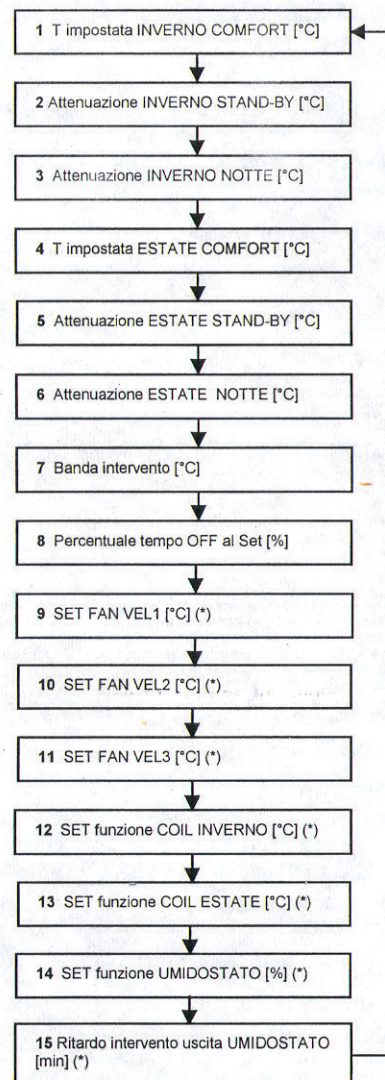 1 T impostata INVERNO COMFORT [°C]
2 Attenuazione INVERNO STAND-BY [°C]
3 Attenuazione INVERNO NOTTE [°C]
4 T impostata ESTATE COMFORT [°C]
5 Attenuazione ESTATE STAND-BY [°C]
6 Attenuazione ESTATE NOTTE [°C]
7 Banda intervento [°C]
8 Percentuale tempo OFF al Set [%]
9 SET FAN VEL1 [°C] (*)
10 SET FAN VEL2 [°C] (*)
11 SET FAN VEL3 [°C] (*)
12 SET funzione COIL INVERNO [°C] (*)
13 SET funzione COIL ESTATE [°C] (*)
14 SET funzione UMIDOSTATO [%] (*)
15 Ritardo intervento uscita UMIDOSTATO
[min] (*)